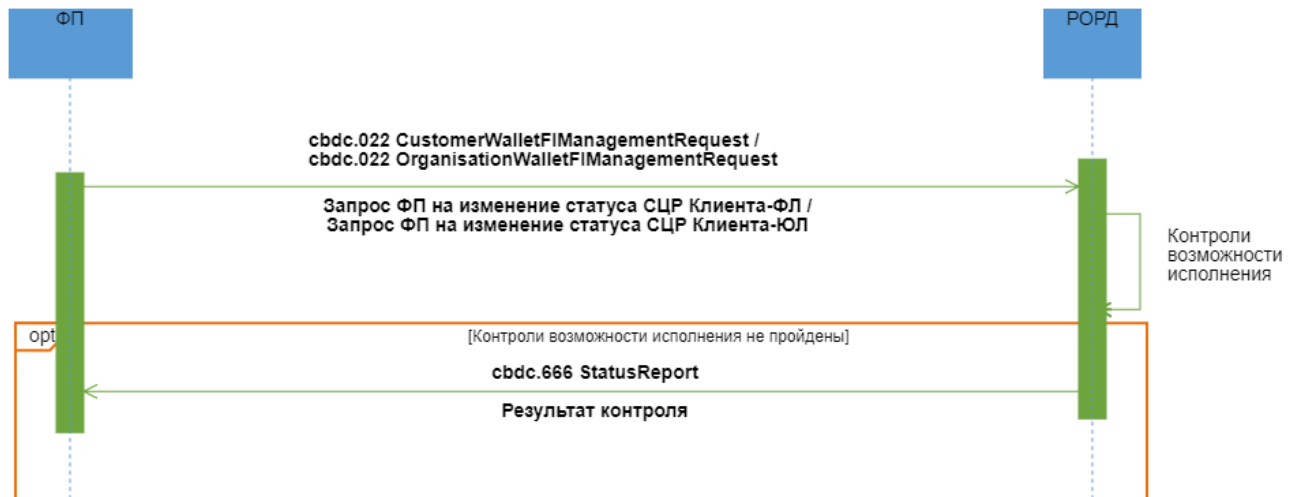 ФП
РОРД
cbdc.022 CustomerWalletFIManagementRequest /
cbdc.022 OrganisationWalletFIManagementRequest
Запрос ФП на изменение статуса СЦР Клиента-ФЛ /
Запрос ФП на изменение статуса СЦР Клиента-ЮЛ
Контроли
возможности
исполнения
opt
[Контроли возможности исполнения не пройдены]
cbdc.666 StatusReport
Результат контроля